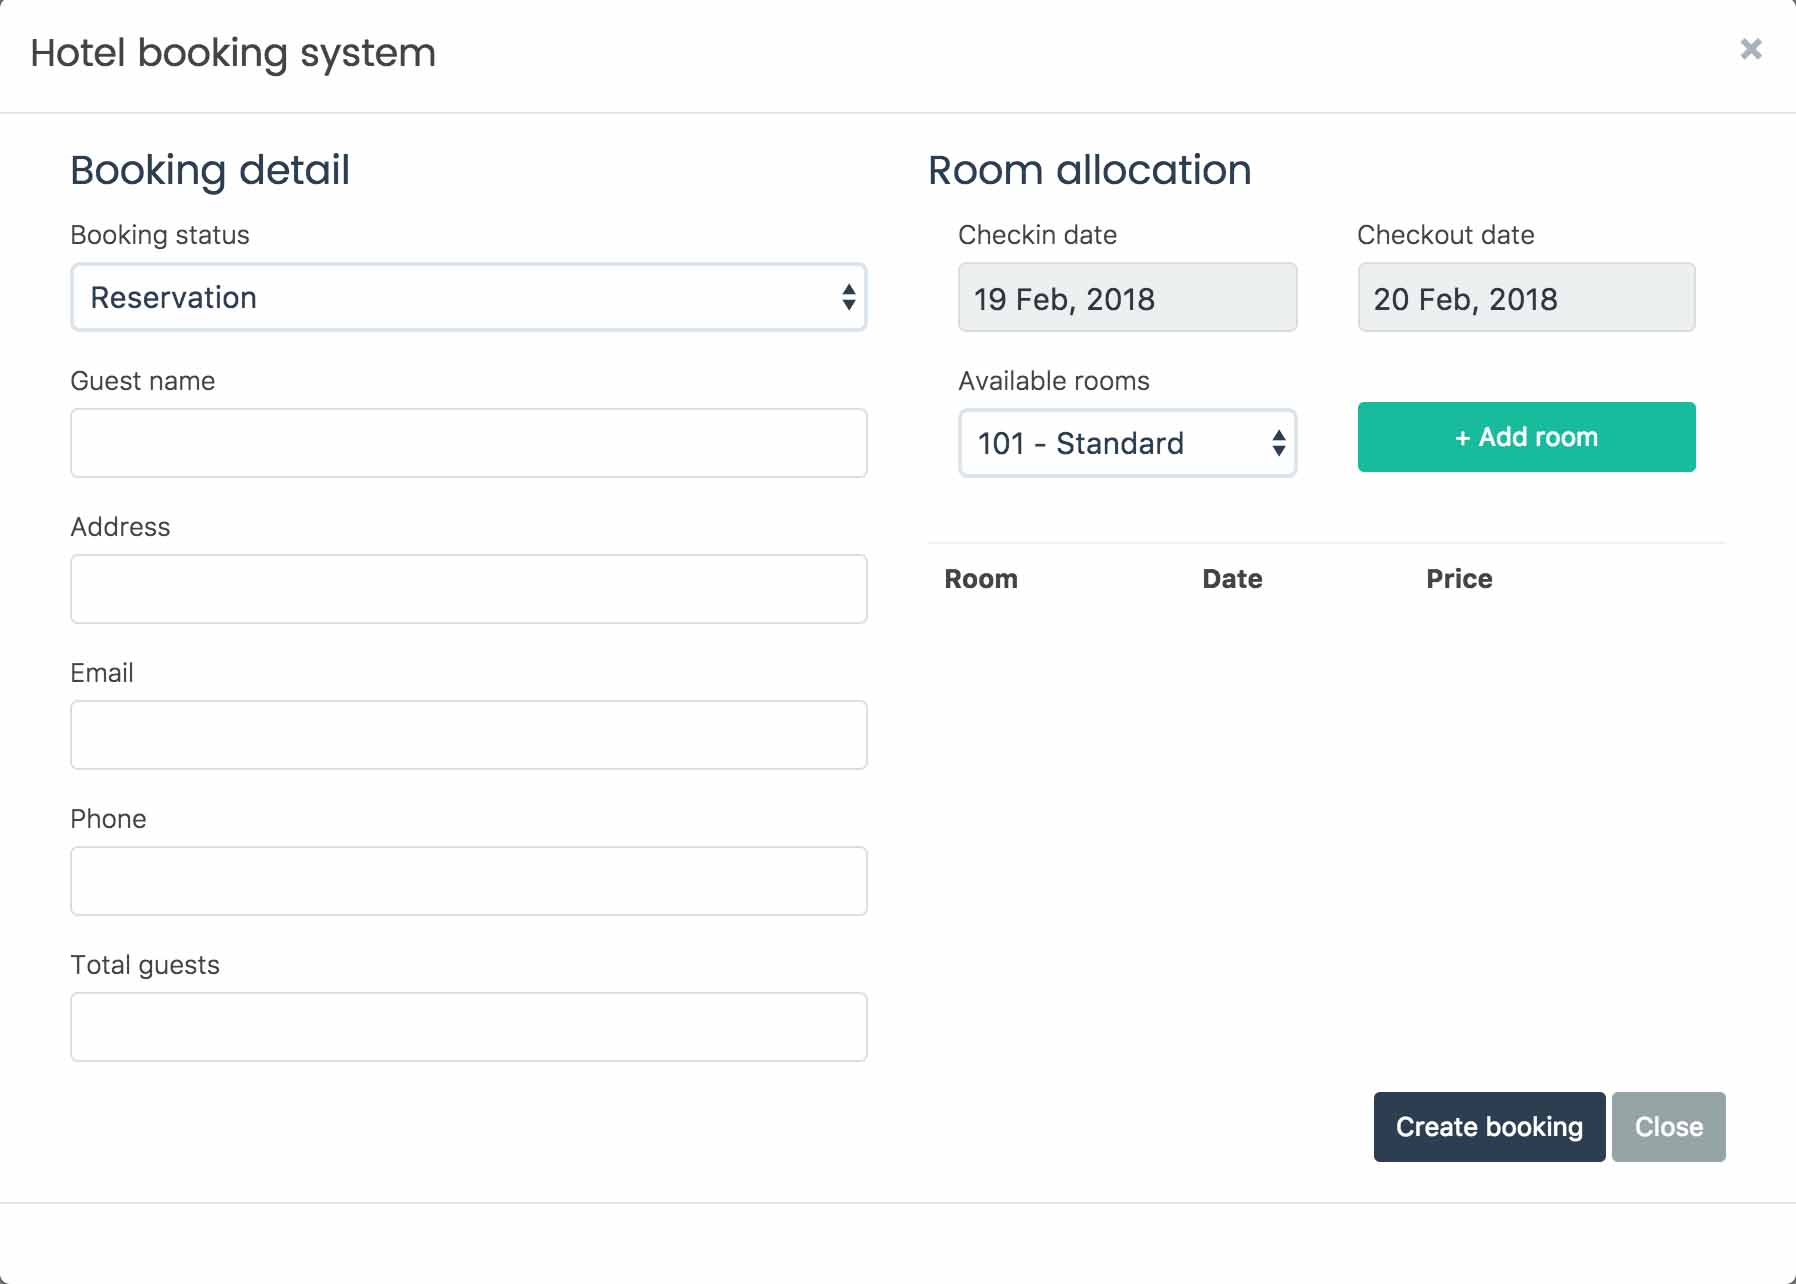 Hotel booking system
×
Booking detail
Booking status
Reservation
Guest name
Address
Email
Phone
Total guests
Room allocation
Checkin date
Checkout date
19 Feb, 2018
20 Feb, 2018
Available rooms
101 - Standard
+ Add room
Room Date Price
Create booking
Close